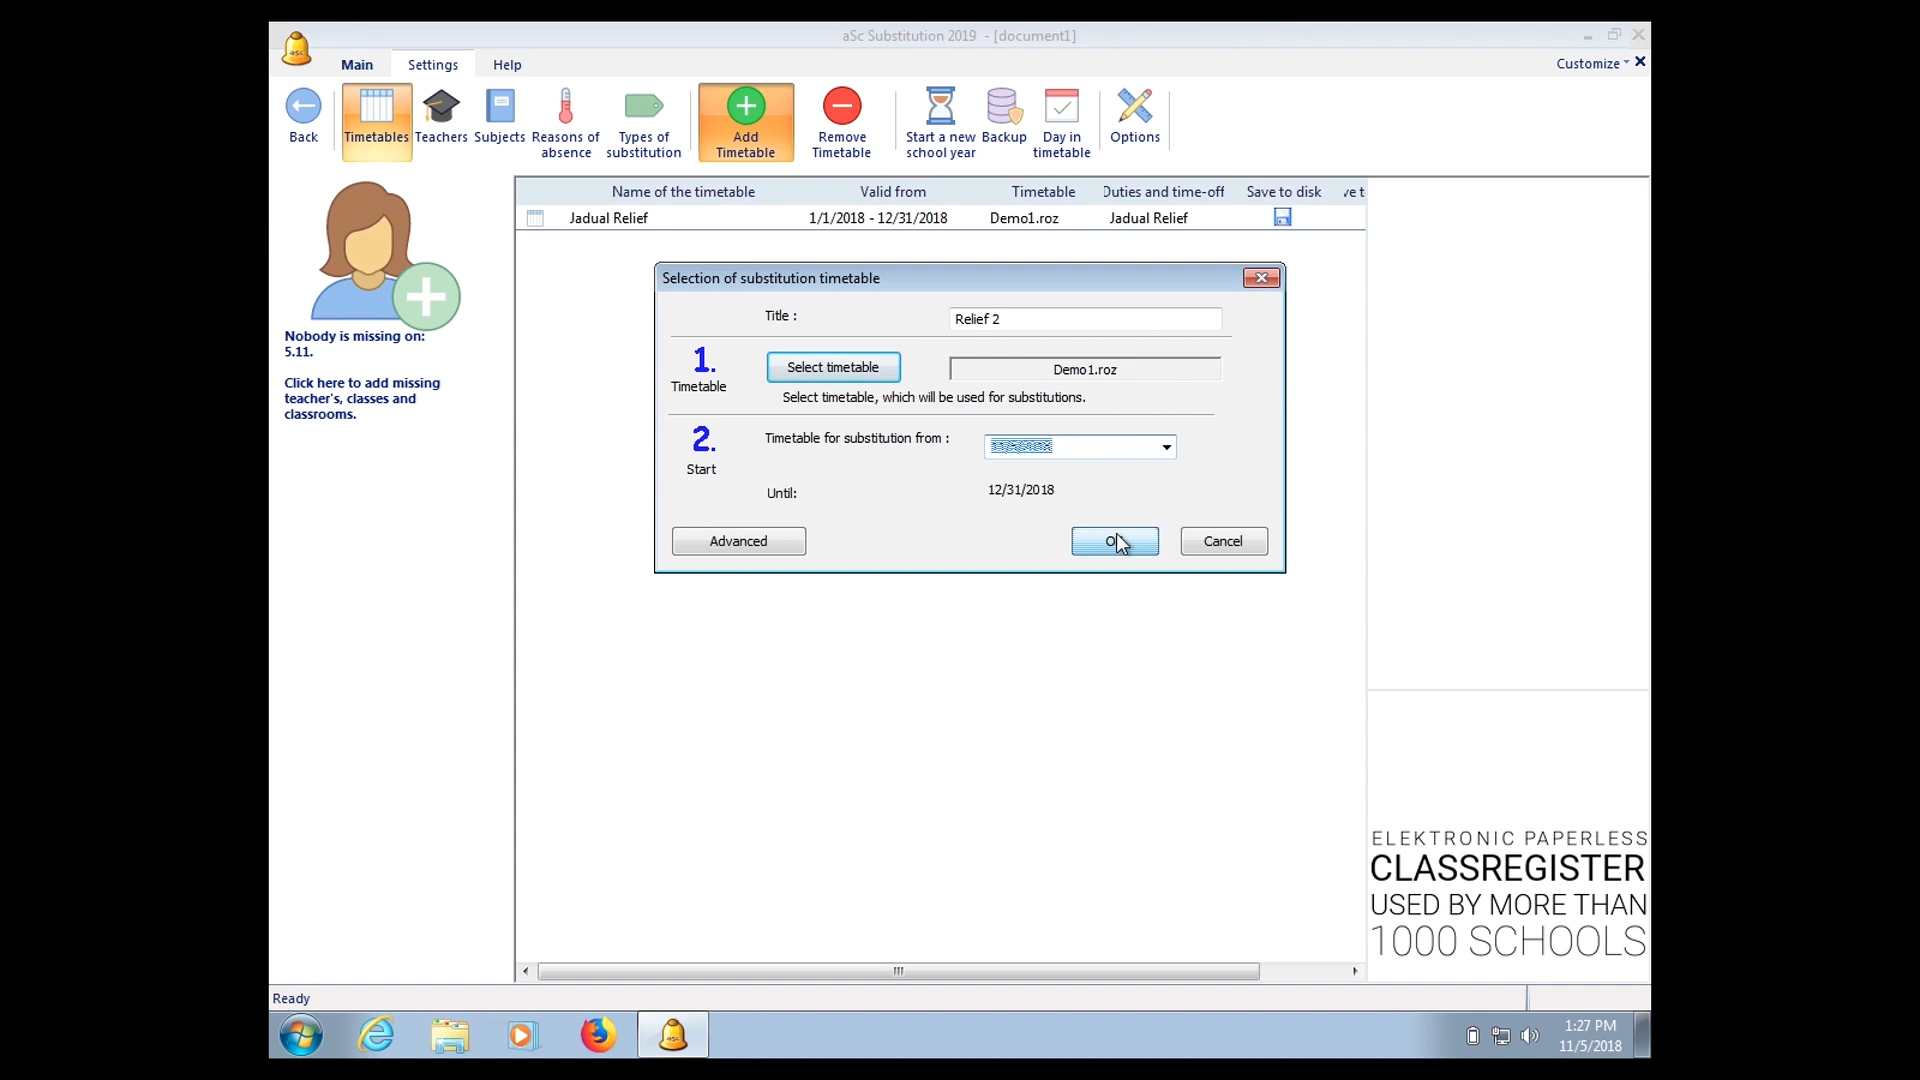 aSc Substitution 2019 - [document1]
Main
Settings
Help
Customize
Back
Timetables
Teachers
Subjects
Reasons of
absence
Types of
substitution
Add
Timetable
Remove
Timetable
Start a new
school year
Backup
Day in
timetable
Options
Nobody is missing on:
5.11.
Click here to add missing
teacher's, classes and
classrooms.
Name of the timetable
Valid from
Timetable
Duties and time-off
Save to disk
Jadual Relief
1/1/2018 - 12/31/2018
Demo1.roz
Jadual Relief
Selection of substitution timetable
Title :
Relief 2
1.
Timetable
Select timetable
Demo1.roz
Select timetable, which will be used for substitutions.
2.
Start
Timetable for substitution from :
Until:
12/31/2018
Advanced
Cancel
ELEKTRONIC PAPERLESS
CLASSREGISTER
USED BY MORE THAN
1000 SCHOOLS
Ready
aSc
1:27 PM
11/5/2018